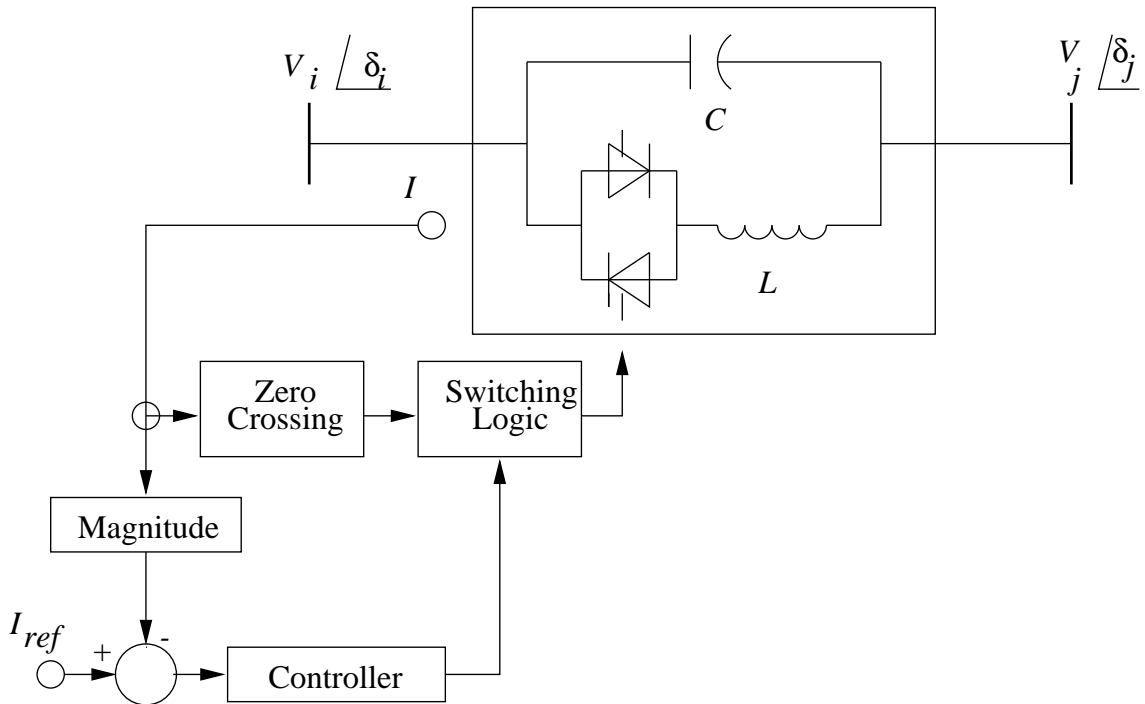 V i δi
V j δj
C
I
L
Zero
Crossing
Switching
Logic
Magnitude
I ref
+
-
Controller